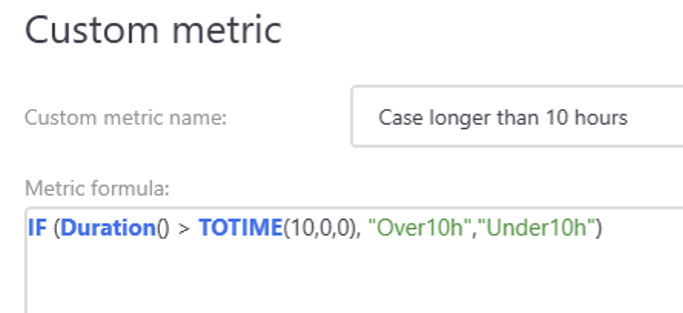 Custom metric
Custom metric name:
Case longer than 10 hours
Metric formula:
IF (Duration() > TOTIME(10,0,0), "Over10h","Under10h")